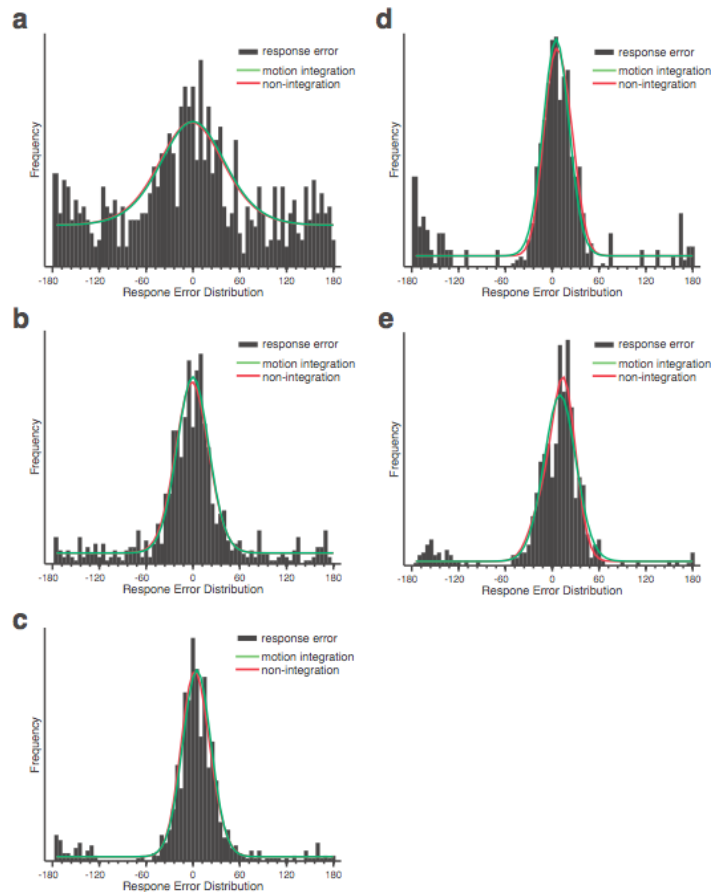 a
response error
motion integration
non-integration
Frequency
-180 -120 -60 0 60 120 180
Respone Error Distribution
b
response error
motion integration
non-integration
Frequency
-180 -120 -60 0 60 120 180
Respone Error Distribution
c
response error
motion integration
non-integration
Frequency
-180 -120 -60 0 60 120 180
Respone Error Distribution
d
response error
motion integration
non-integration
Frequency
-180 -120 -60 0 60 120 180
Respone Error Distribution
e
response error
motion integration
non-integration
Frequency
-180 -120 -60 0 60 120 180
Respone Error Distribution